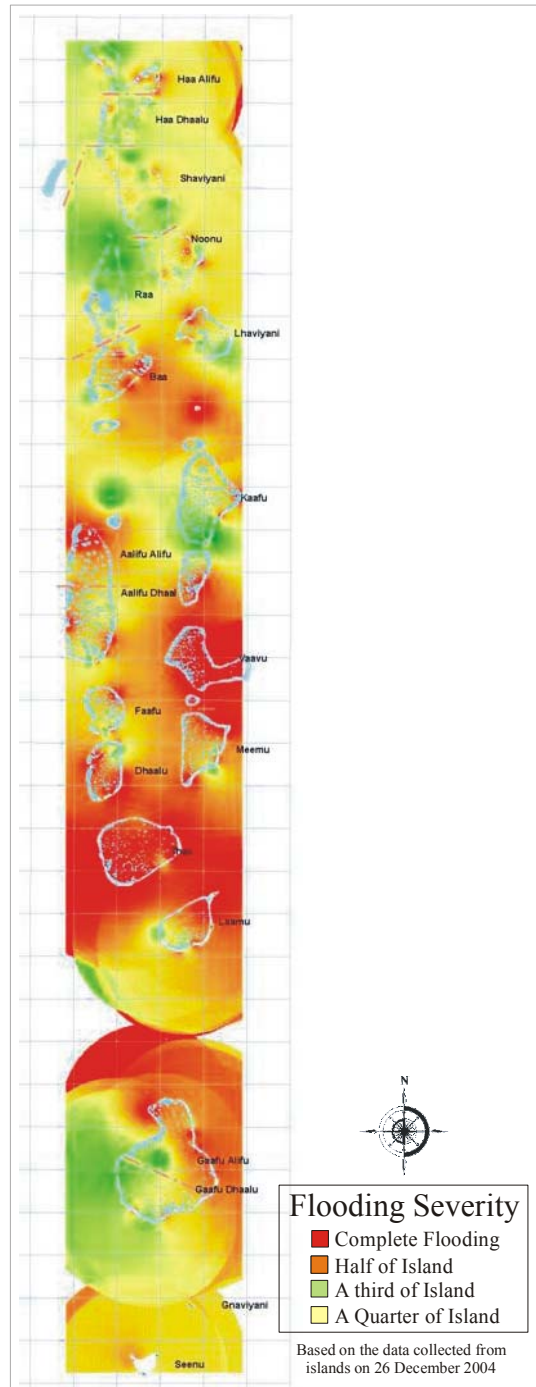 Haa Alifu
Haa Dhaalu
Shaviyani
Noonu
Raa
Lhaviyani
Baa
Kaafu
Aalifu Alifu
Aalifu Dhaal
Vaavu
Faafu
Meemu
Dhaalu
Laamu
N
Gaafu Alifu
Gaafu Dhaalu
Flooding Severity
Complete Flooding
Half of Island
A third of Island
A Quarter of Island
Gnaviyani
Based on the data collected from
islands on 26 December 2004
Seenu